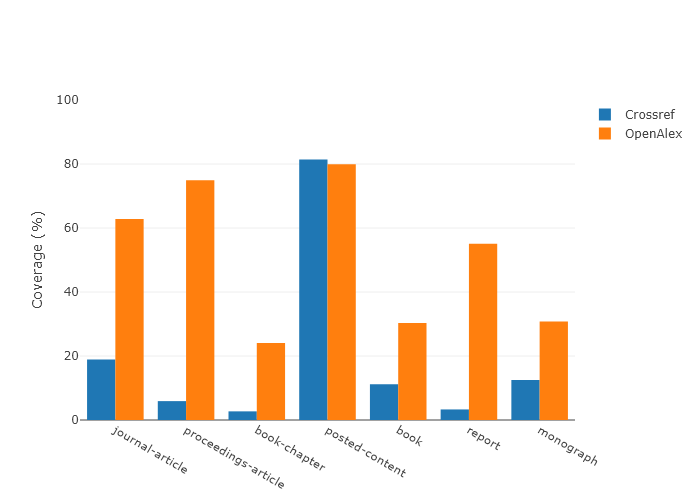 100
80
60
40
20
0
Coverage (%)
journal-article
proceedings-article
book-chapter
posted-content
book
report
monograph
Crossref
OpenAlex